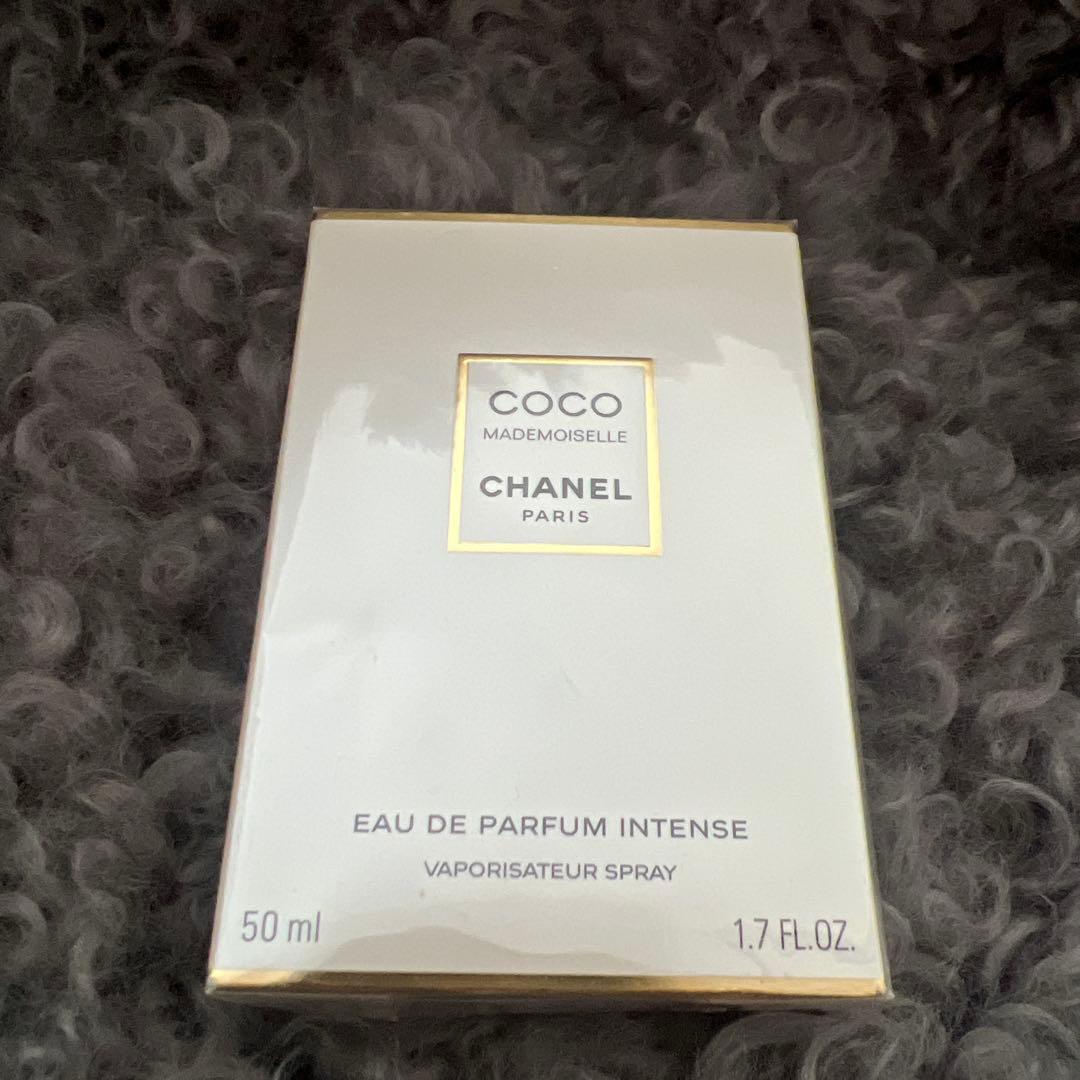 COCO
MADEMOISELLE
CHANEL
PARIS
EAU DE PARFUM INTENSE
VAPORISATEUR SPRAY
50 ml 1.7 FL.OZ.